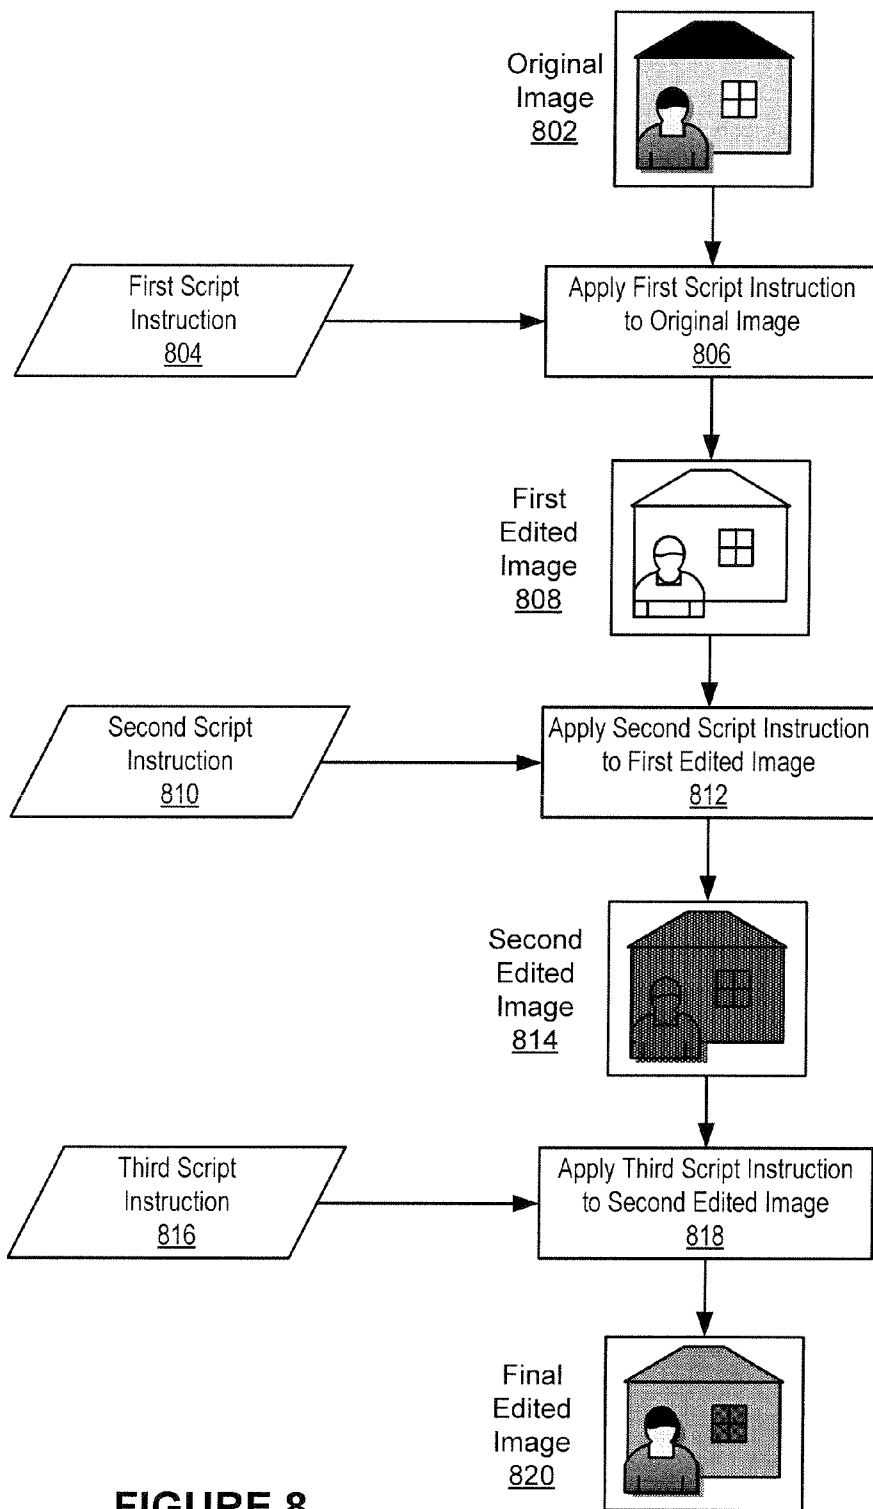 Original
Image
802
First Script
Instruction
804
Apply First Script Instruction
to Original Image
806
First
Edited
Image
808
Second Script
Instruction
810
Apply Second Script Instruction
to First Edited Image
812
Second
Edited
Image
814
Third Script
Instruction
816
Apply Third Script Instruction
to Second Edited Image
818
Final
Edited
Image
820
FIGURE 8